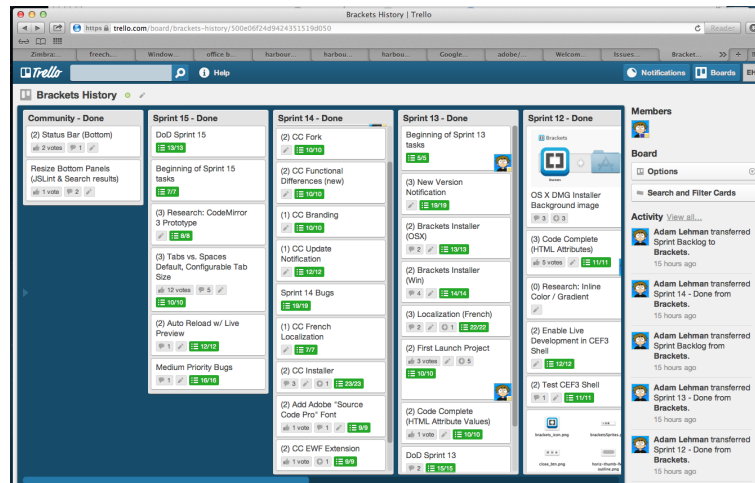 Brackets History | Trello
https trello.com/board/brackets-history/500e06f24d9424351519d050
Reader
Zimbra:...
freech...
Window...
office b...
harbour...
harbou...
harbou...
Google...
adobe/...
Welcom...
Issues...
Bracket...
Trello
Help
Notifications
Boards
EH
Brackets History
Community - Done
(2) Status Bar (Bottom)
2 votes 1
Resize Bottom Panels
(JSLint & Search results)
1 vote 2
Sprint 15 - Done
DoD Sprint 15
13/13
Beginning of Sprint 15
tasks
7/7
(3) Research: CodeMirror
3 Prototype
8/8
(3) Tabs vs. Spaces
Default, Configurable Tab
Size
12 votes 5
10/10
(2) Auto Reload w/ Live
Preview
1 12/12
Medium Priority Bugs
1 16/16
Sprint 14 - Done
(2) CC Fork
10/10
(2) CC Functional
Differences (new)
10/10
(1) CC Branding
10/10
(1) CC Update
Notification
12/12
Sprint 14 Bugs
19/19
(1) CC French
Localization
7/7
(2) CC Installer
3 1 23/23
(2) Add Adobe "Source
Code Pro" Font
1 vote 1 9/9
(2) CC EWF Extension
1 vote 1 9/9
Sprint 13 - Done
Beginning of Sprint 13
tasks
5/5
(3) New Version
Notification
19/19
(2) Brackets Installer
(OSX)
2 13/13
(2) Brackets Installer
(Win)
4 14/14
(3) Localization (French)
2 1 22/22
(2) First Launch Project
3 votes 5
10/10
(2) Code Complete
(HTML Attribute Values)
1 vote 10/10
DoD Sprint 13
2 15/15
Sprint 12 - Done
Brackets
Brackets
OS X DMG Installer
Background image
3 3
(3) Code Complete
(HTML Attributes)
5 votes 11/11
(0) Research: Inline
Color / Gradient
(2) Enable Live
Development in CEF3
Shell
12/12
(2) Test CEF3 Shell
1 11/11
brackets_icon.png
close_btn.png
Members
Board
Options
Search and Filter Cards
Activity View all...
Adam Lehman transferred
Sprint Backlog to
Brackets.
15 hours ago
Adam Lehman transferred
Sprint 14 - Done from
Brackets.
15 hours ago
Adam Lehman transferred
Sprint Backlog from
Brackets.
15 hours ago
Adam Lehman transferred
Sprint 13 - Done from
Brackets.
15 hours ago
Adam Lehman transferred
Sprint 12 - Done from
Brackets.
15 hours ago